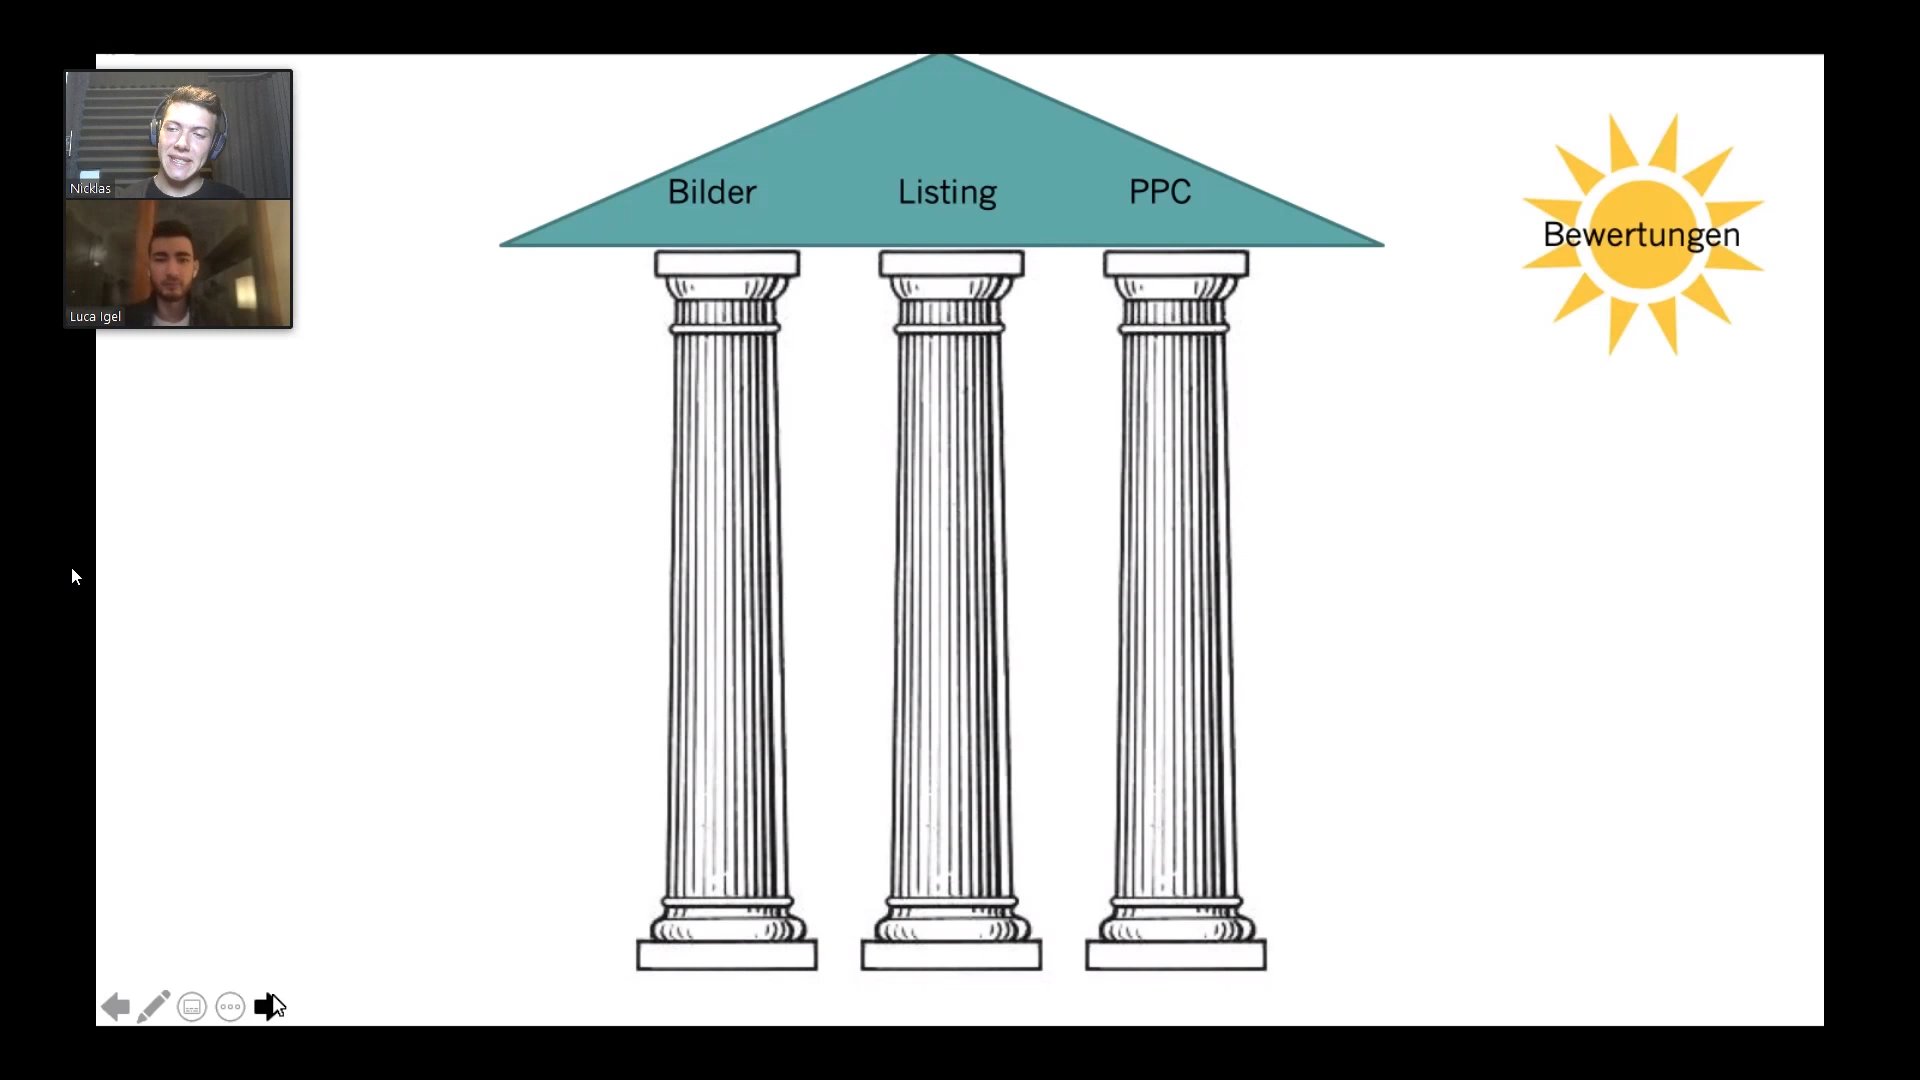 Nicklas
Luca Igel
Bilder
Listing
PPC
Bewertungen